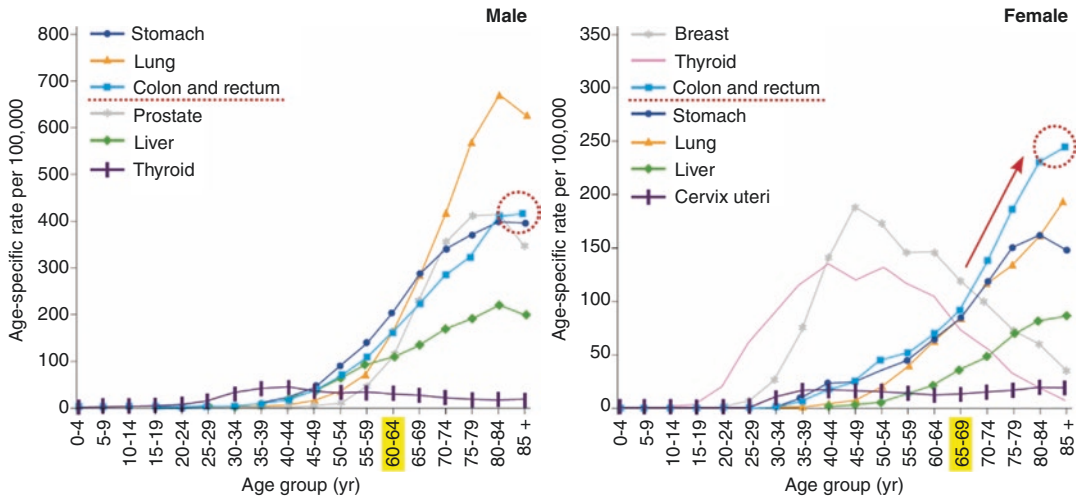 Male
Age-specific rate per 100,000
800
700
600
500
400
300
200
100
0
Stomach
Lung
Colon and rectum
Prostate
Liver
Thyroid
0-4
5-9
10-14
15-19
20-24
25-29
30-34
35-39
40-44
45-49
50-54
55-59
60-64
65-69
70-74
75-79
80-84
85 +
Age group (yr)
Female
Age-specific rate per 100,000
350
300
250
200
150
100
50
0
Breast
Thyroid
Colon and rectum
Stomach
Lung
Liver
Cervix uteri
0-4
5-9
10-14
15-19
20-24
25-29
30-34
35-39
40-44
45-49
50-54
55-59
60-64
65-69
70-74
75-79
80-84
85 +
Age group (yr)